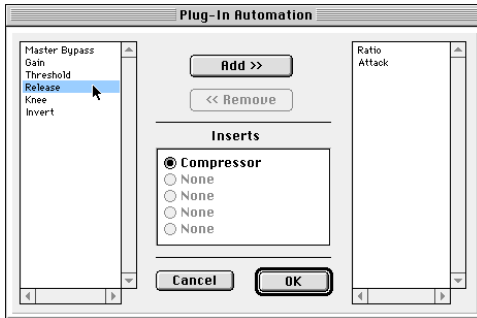 Plug-In Automation
Master Bypass
Gain
Threshold
Release
Knee
Invert
Add >>
<< Remove
Inserts
Compressor
None
None
None
None
Cancel
OK
Ratio
Attack